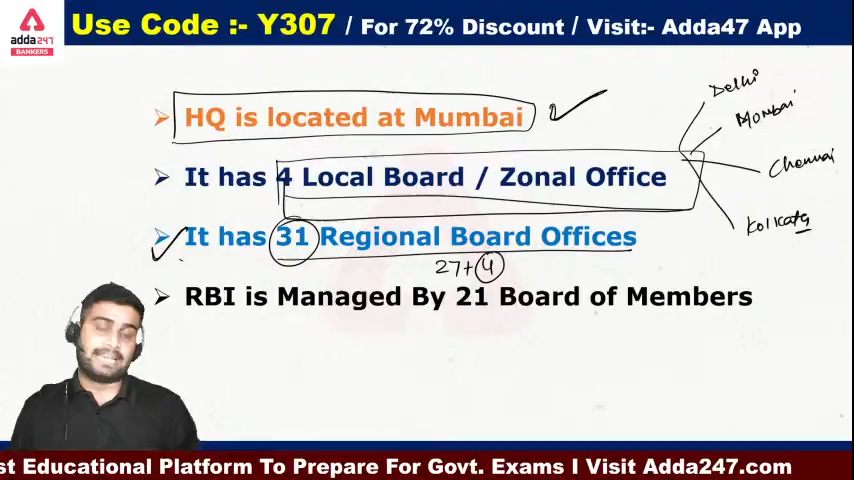 Use Code :- Y307 / For 72% Discount / Visit:- Adda47 App
adda247
BANKERS
Delhi
HQ is located at Mumbai
Mombai
It has 4 Local Board / Zonal Office
Chennai
Kolkata
It has 31 Regional Board Offices
27+4
RBI is Managed By 21 Board of Members
st Educational Platform To Prepare For Govt. Exams I Visit Adda247.com